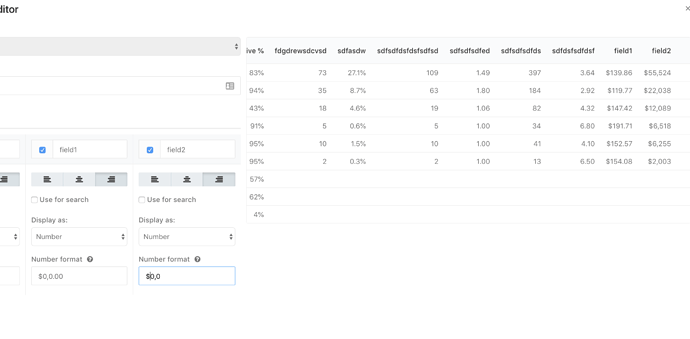 ditor
ive % fdgdrewsdcvsd sdfasdw sdfsdfdsfdsfsdfsd sdfsdfsdfed sdfsdfsdfds sdfdsfsdfdsf field1 field2
83% 73 27.1% 109 1.49 397 3.64 $139.86 $55,524
94% 35 8.7% 63 1.80 184 2.92 $119.77 $22,038
43% 18 4.6% 19 1.06 82 4.32 $147.42 $12,089
91% 5 0.6% 5 1.00 34 6.80 $191.71 $6,518
95% 10 1.5% 10 1.00 41 4.10 $152.57 $6,255
95% 2 0.3% 2 1.00 13 6.50 $154.08 $2,003
57%
62%
4%
field1 field2
Use for search Use for search
Display as: Display as:
Number Number
Number format Number format
$0,0.00 $0,0